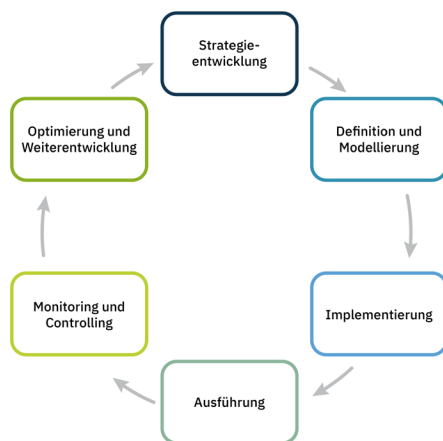 Strategie-
entwicklung
Definition und
Modellierung
Implementierung
Ausführung
Monitoring und
Controlling
Optimierung und
Weiterentwicklung